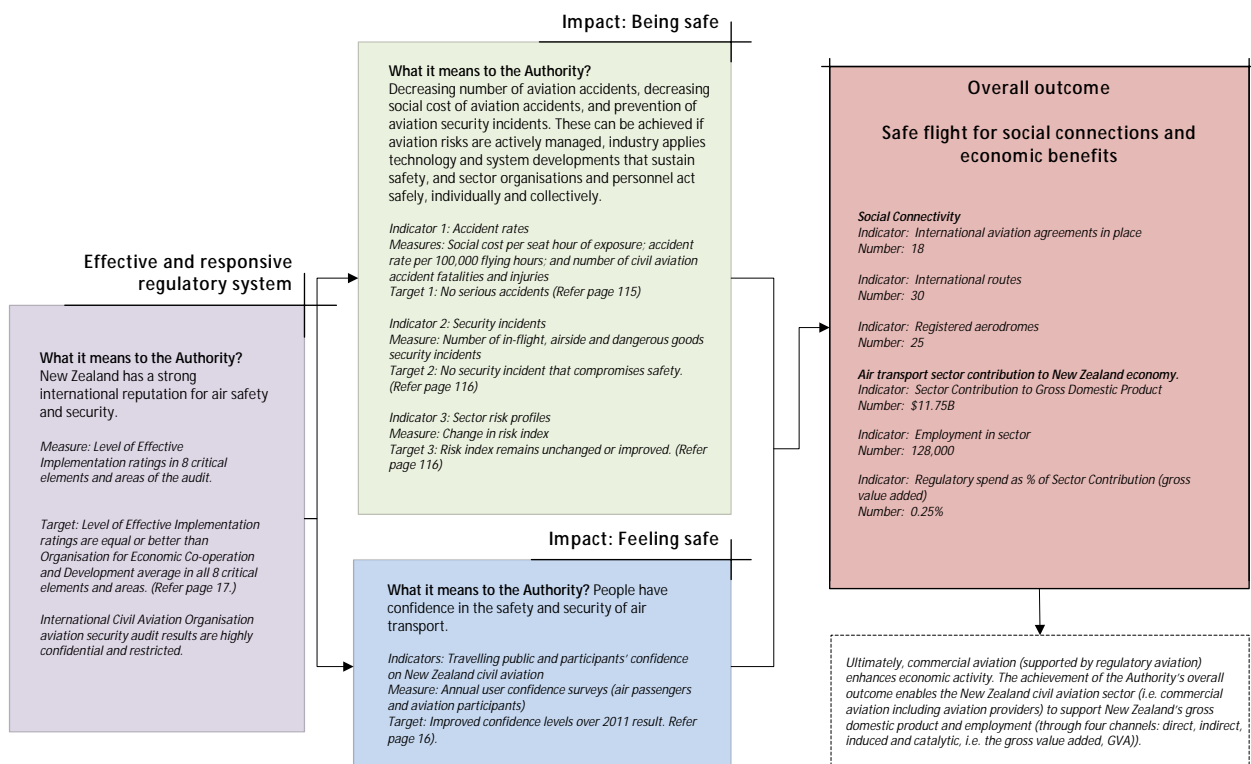 Effective and responsive
regulatory system
What it means to the Authority?
New Zealand has a strong
international reputation for air safety
and security.
Measure: Level of Effective
Implementation ratings in 8 critical
elements and areas of the audit.
Target: Level of Effective Implementation
ratings are equal or better than
Organisation for Economic Co-operation
and Development average in all 8 critical
elements and areas. (Refer page 17.)
International Civil Aviation Organisation
aviation security audit results are highly
confidential and restricted.
Impact: Being safe
What it means to the Authority?
Decreasing number of aviation accidents, decreasing
social cost of aviation accidents, and prevention of
aviation security incidents. These can be achieved if
aviation risks are actively managed, industry applies
technology and system developments that sustain
safety, and sector organisations and personnel act
safely, individually and collectively.
Indicator 1: Accident rates
Measures: Social cost per seat hour of exposure; accident
rate per 100,000 flying hours; and number of civil aviation
accident fatalities and injuries
Target 1: No serious accidents (Refer page 115)
Indicator 2: Security incidents
Measure: Number of in-flight, airside and dangerous goods
security incidents
Target 2: No security incident that compromises safety.
(Refer page 116)
Indicator 3: Sector risk profiles
Measure: Change in risk index
Target 3: Risk index remains unchanged or improved. (Refer
page 116)
Impact: Feeling safe
What it means to the Authority? People have
confidence in the safety and security of air
transport.
Indicators: Travelling public and participants' confidence
on New Zealand civil aviation
Measure: Annual user confidence surveys (air passengers
and aviation participants)
Target: Improved confidence levels over 2011 result. Refer
page 16).
Overall outcome
Safe flight for social connections and
economic benefits
Social Connectivity
Indicator: International aviation agreements in place
Number: 18
Indicator: International routes
Number: 30
Indicator: Registered aerodromes
Number: 25
Air transport sector contribution to New Zealand economy.
Indicator: Sector Contribution to Gross Domestic Product
Number: $11.75B
Indicator: Employment in sector
Number: 128,000
Indicator: Regulatory spend as % of Sector Contribution (gross
value added)
Number: 0.25%
Ultimately, commercial aviation (supported by regulatory aviation)
enhances economic activity. The achievement of the Authority's overall
outcome enables the New Zealand civil aviation sector (i.e. commercial
aviation including aviation providers) to support New Zealand's gross
domestic product and employment (through four channels: direct, indirect,
induced and catalytic, i.e. the gross value added, GVA)).